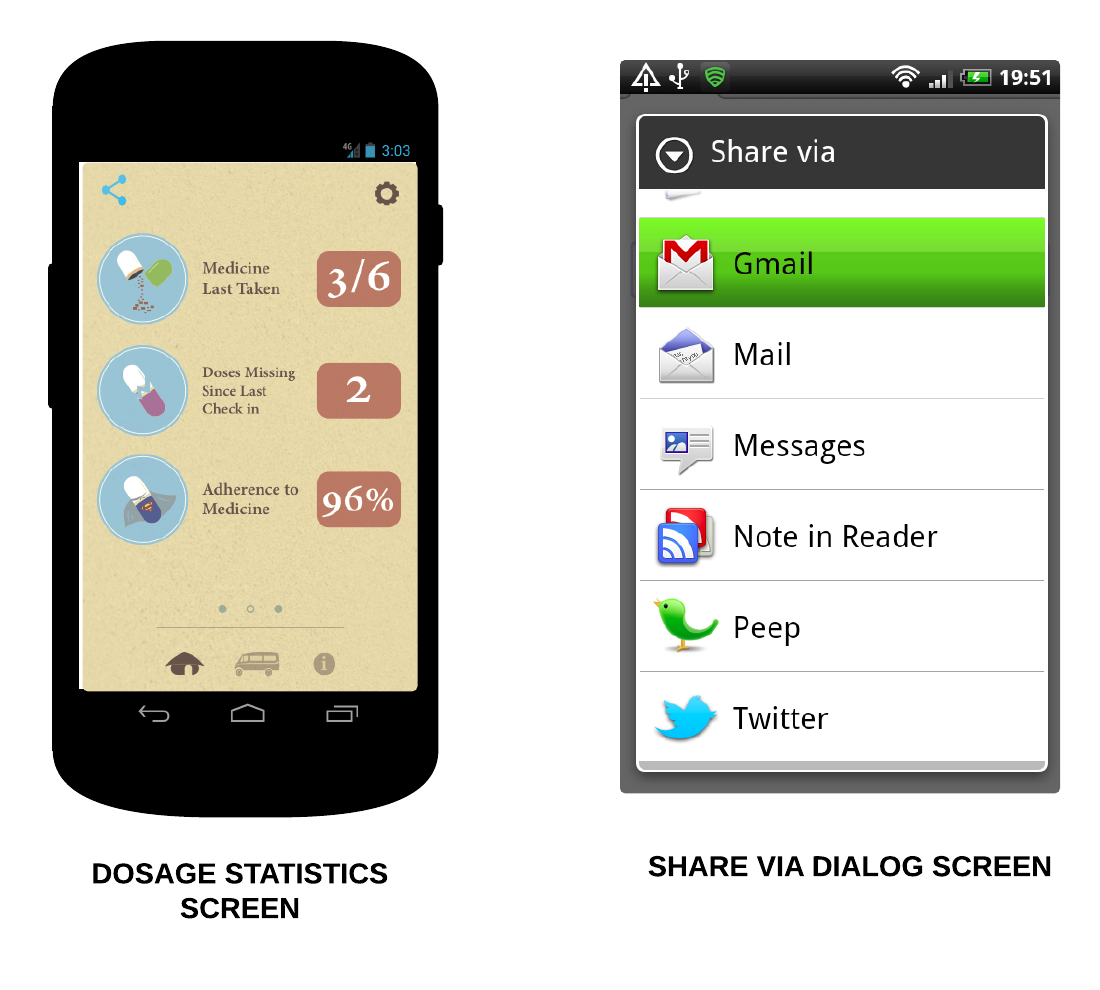 4G 3:03
Medicine
Last Taken
3/6
Doses Missing
Since Last
Check in
2
Adherence to
Medicine
96%
DOSAGE STATISTICS
SCREEN
19:51
Share via
Gmail
Mail
Messages
Note in Reader
Peep
Twitter
SHARE VIA DIALOG SCREEN